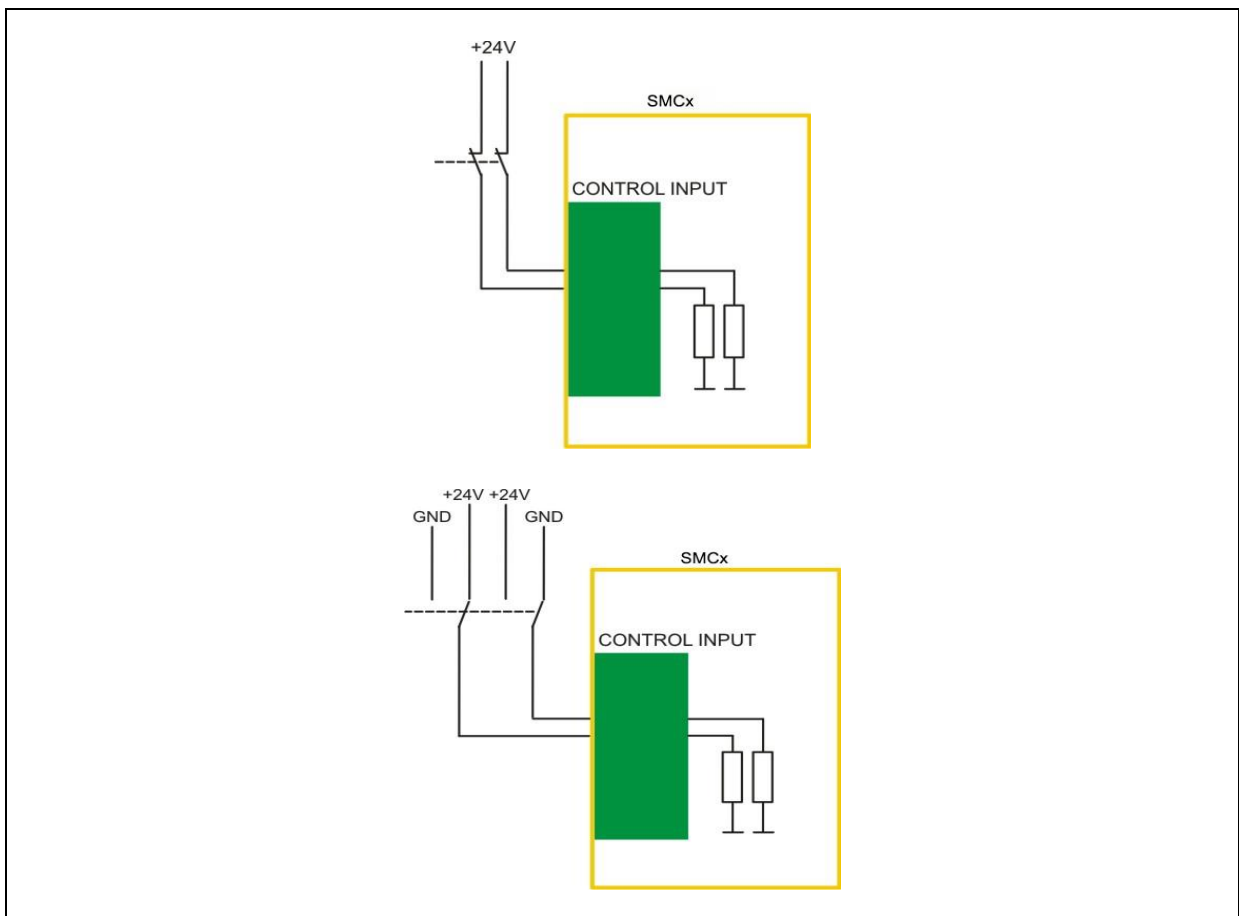 +24V
SMCx
CONTROL INPUT
+24V +24V
GND GND
SMCx
CONTROL INPUT